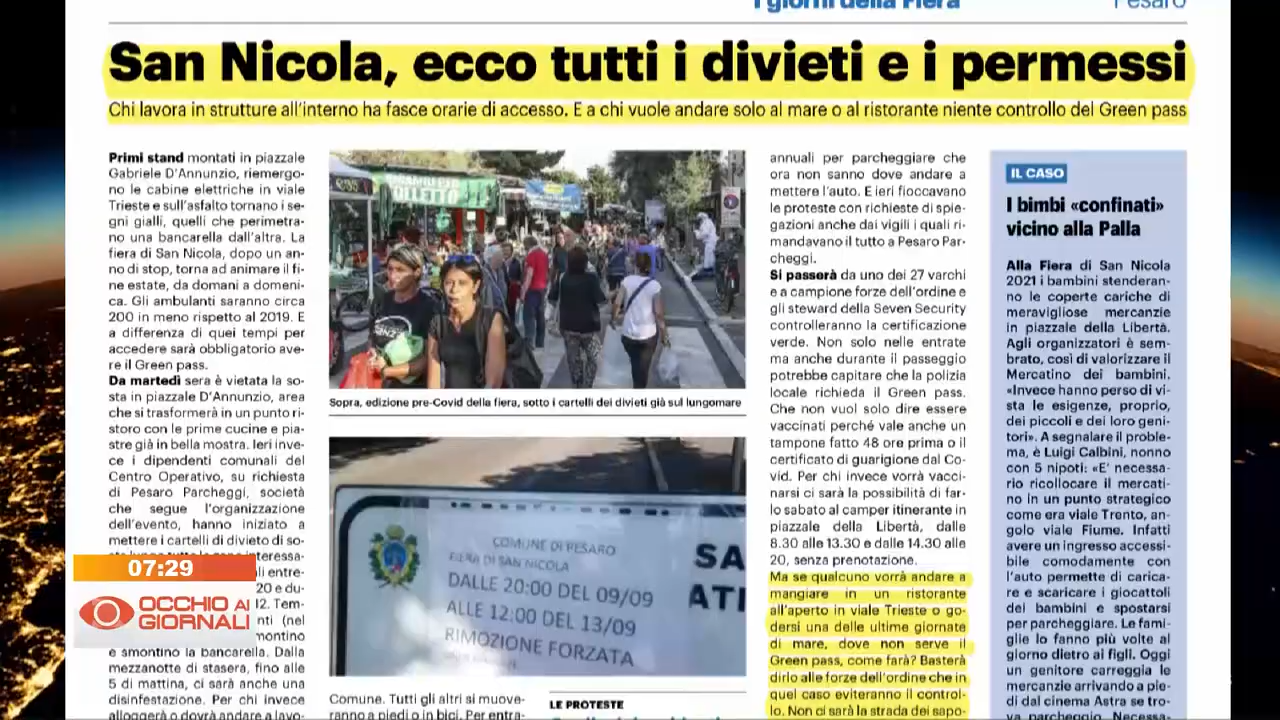 I giorni della Fiera
Pesaro
San Nicola, ecco tutti i divieti e i permessi
Chi lavora in strutture all'interno ha fasce orarie di accesso. E a chi vuole andare solo al mare o al ristorante niente controllo del Green pass
Primi stand montati in piazzale
Gabriele D'Annunzio, riemergo-
no le cabine elettriche in viale
Trieste e sull'asfalto tornano i se-
gni gialli, quelli che perimetra-
no una bancarella dall'altra. La
fiera di San Nicola, dopo un an-
no di stop, torna ad animare il fi-
ne estate, da domani a domeni-
ca. Gli ambulanti saranno circa
200 in meno rispetto al 2019. E
a differenza di quei tempi per
accedere sarà obbligatorio ave-
re il Green pass.
Da martedì sera è vietata la so-
sta in piazzale D'Annunzio, area
che si trasformerà in un punto ri-
storo con le prime cucine e pia-
stre già in bella mostra. Ieri inve-
ce i dipendenti comunali del
Centro Operativo, su richiesta
di Pesaro Parcheggi, società
che segue l'organizzazione
dell'evento, hanno iniziato a
mettere i cartelli di divieto di so-
interessa-
li entre-
20 e du-
12. Tem-
nti (nel
montino
e smontino la bancarella. Dalla
mezzanotte di stasera, fino alle
5 di mattina, ci sarà anche una
disinfestazione. Per chi invece
alloggerà o dovrà andare a lavo-
07:29
OCCHIO AI
GIORNALI
OLLETTO
Sopra, edizione pre-Covid della fiera, sotto i cartelli dei divieti già sul lungomare
COMUNE DI PESARO
FIERA DI SAN NICOLA
DALLE 20:00 DEL 09/09
ALLE 12:00 DEL 13/09
RIMOZIONE FORZATA
SA
ATI
Comune. Tutti gli altri si muove-
ranno a piedi o in bici. Per entra-
LE PROTESTE
annuali per parcheggiare che
ora non sanno dove andare a
mettere l'auto. E ieri fioccavano
le proteste con richieste di spie-
gazioni anche dai vigili i quali ri-
mandavano il tutto a Pesaro Par-
cheggi.
Si passerà da uno dei 27 varchi
e a campione forze dell'ordine e
gli steward della Seven Security
controlleranno la certificazione
verde. Non solo nelle entrate
ma anche durante il passeggio
potrebbe capitare che la polizia
locale richieda il Green pass.
Che non vuol solo dire essere
vaccinati perché vale anche un
tampone fatto 48 ore prima o il
certificato di guarigione dal Co-
vid. Per chi invece vorrà vacci-
narsi ci sarà la possibilità di far-
lo sabato al camper itinerante in
piazzale della Libertà, dalle
8.30 alle 13.30 e dalle 14.30 alle
20, senza prenotazione.
Ma se qualcuno vorrà andare a
mangiare in un ristorante
all'aperto in viale Trieste o go-
dersi una delle ultime giornate
di mare, dove non serve il
Green pass, come farà? Basterà
dirlo alle forze dell'ordine che in
quel caso eviteranno il control-
lo. Non ci sarà la strada dei sapo-
IL CASO
I bimbi «confinati»
vicino alla Palla
Alla Fiera di San Nicola
2021 i bambini stenderan-
no le coperte cariche di
meravigliose mercanzie
in piazzale della Libertà.
Agli organizzatori è sem-
brato, così di valorizzare il
Mercatino dei bambini.
«Invece hanno perso di vi-
sta le esigenze, proprio,
dei piccoli e dei loro geni-
tori». A segnalare il proble-
ma, è Luigi Calbini, nonno
con 5 nipoti: «E' necessa-
rio ricollocare il mercati-
no in un punto strategico
come era viale Trento, an-
golo viale Fiume. Infatti
avere un ingresso accessi-
bile comodamente con
l'auto permette di carica-
re e scaricare i giocattoli
dei bambini e spostarsi
per parcheggiare. Le fami-
glie lo fanno più volte al
giorno dietro ai figli. Oggi
un genitore carreggia le
mercanzie arrivando a pie-
di dal cinema Astra se tro-
va parcheggio. Necessa-